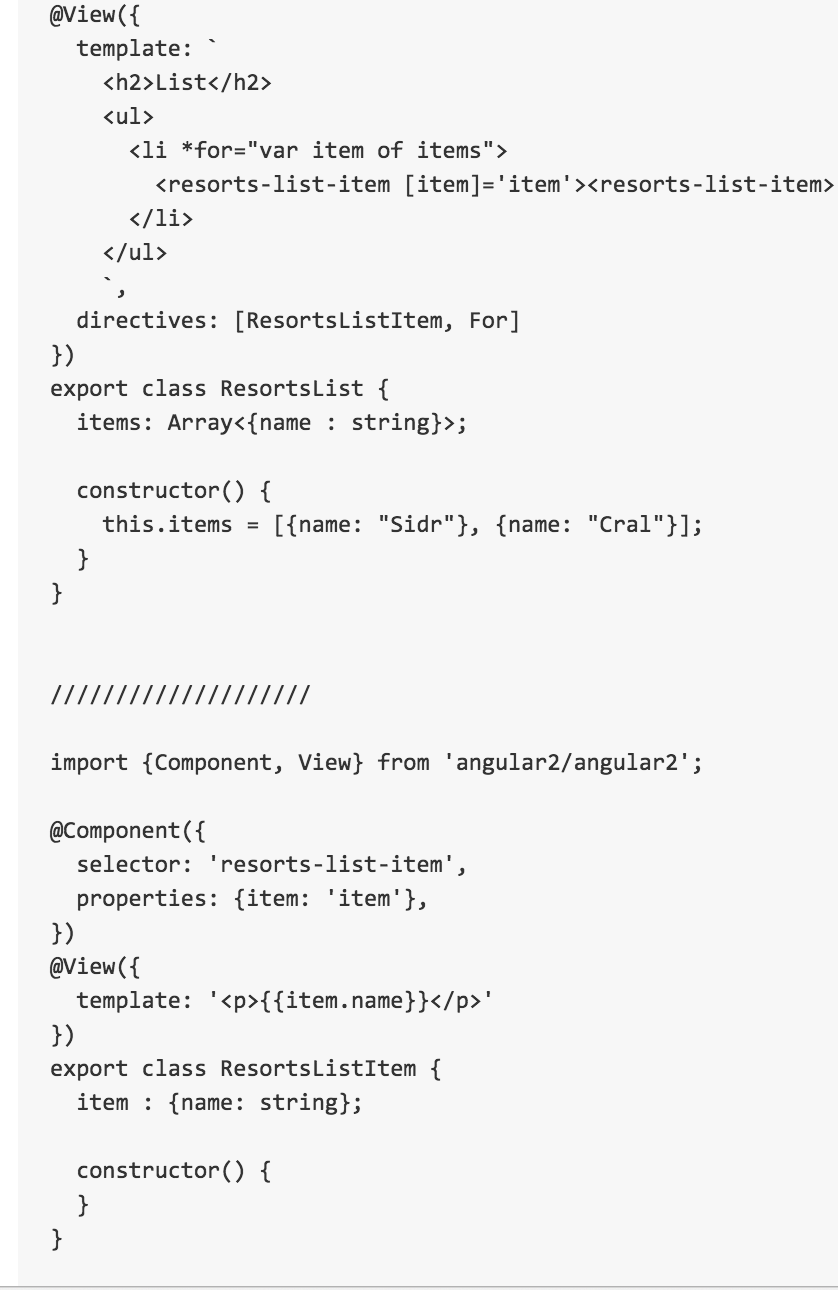 @View({
  template: `
    <h2>List</h2>
    <ul>
      <li *for="var item of items">
        <resorts-list-item [item]='item'><resorts-list-item>
      </li>
    </ul>
    `,
  directives: [ResortsListItem, For]
})
export class ResortsList {
  items: Array<{name : string}>;

  constructor() {
    this.items = [{name: "Sidr"}, {name: "Cral"}];
  }
}


////////////////////

import {Component, View} from 'angular2/angular2';

@Component({
  selector: 'resorts-list-item',
  properties: {item: 'item'},
})
@View({
  template: '<p>{{item.name}}</p>'
})
export class ResortsListItem {
  item : {name: string};

  constructor() {
  }
}